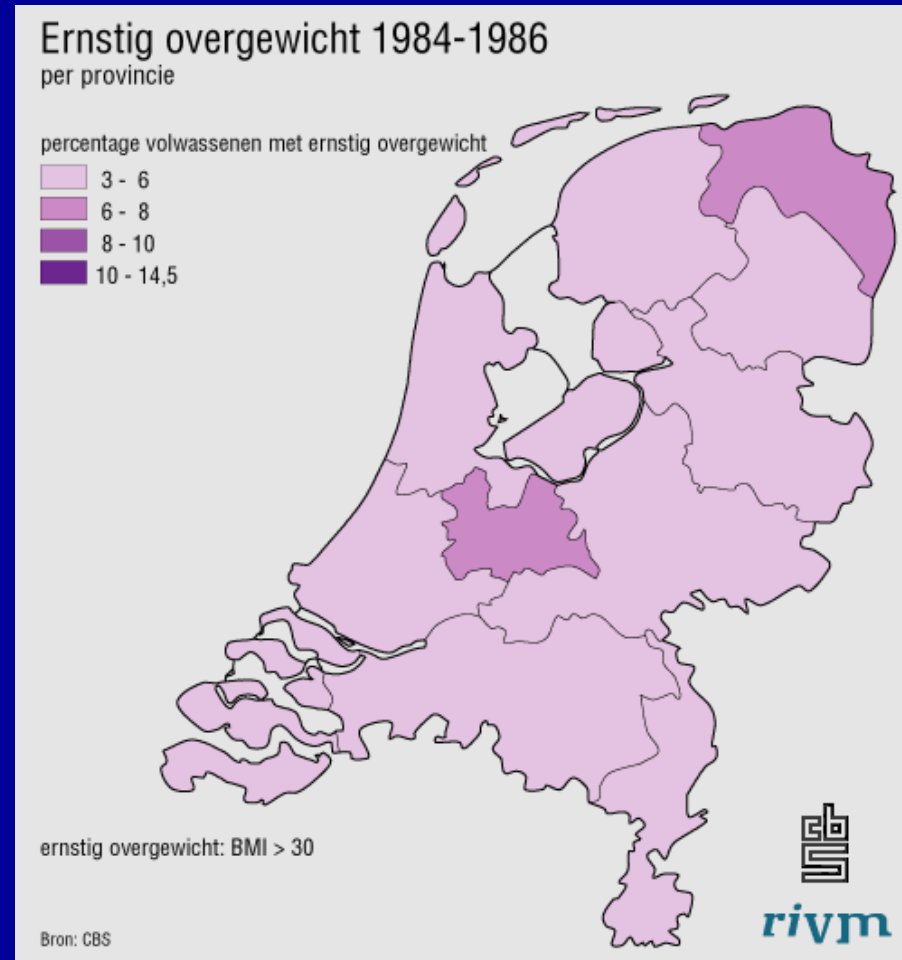 Ernstig overgewicht 1984-1986
per provincie
percentage volwassenen met ernstig overgewicht
3 - 6
6 - 8
8 - 10
10 - 14,5
ernstig overgewicht: BMI > 30
Bron: CBS
cbs
rivm